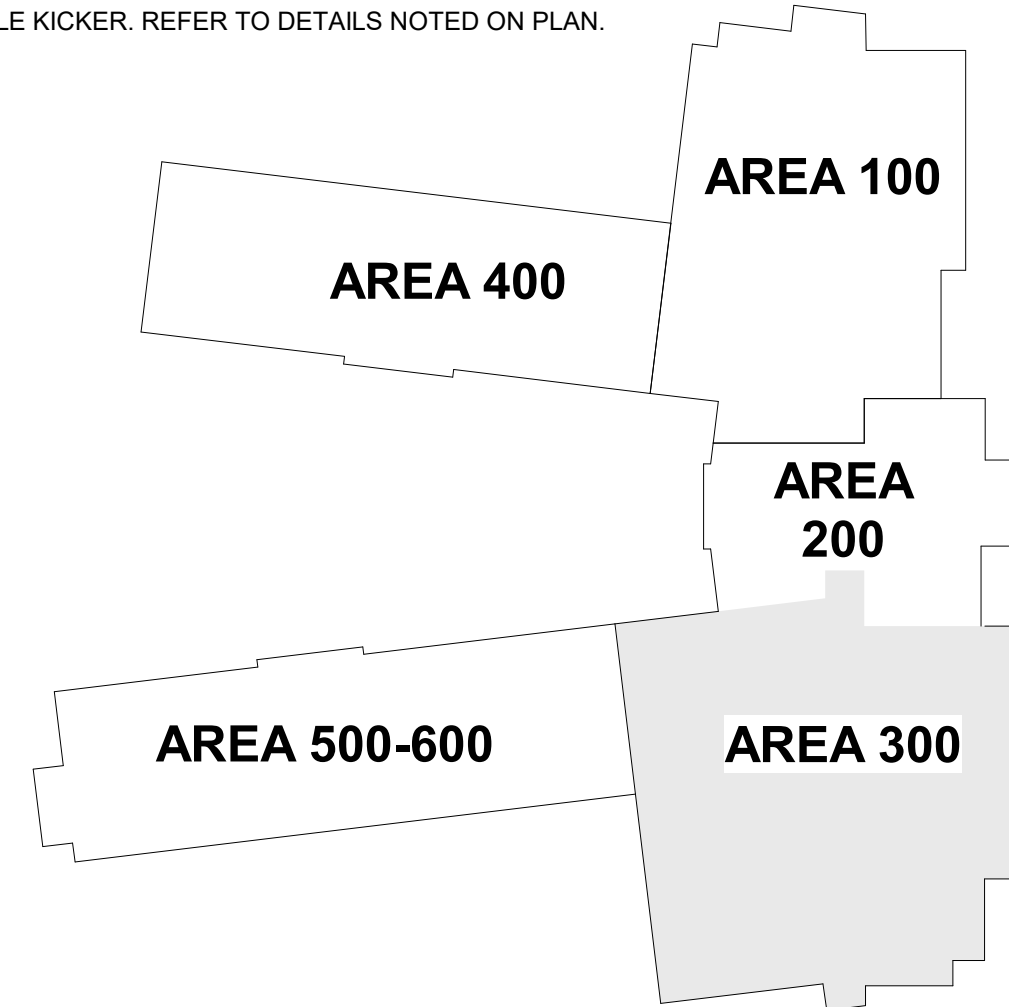 LE KICKER. REFER TO DETAILS NOTED ON PLAN.
AREA 100
AREA 400
AREA
200
AREA 500-600
AREA 300